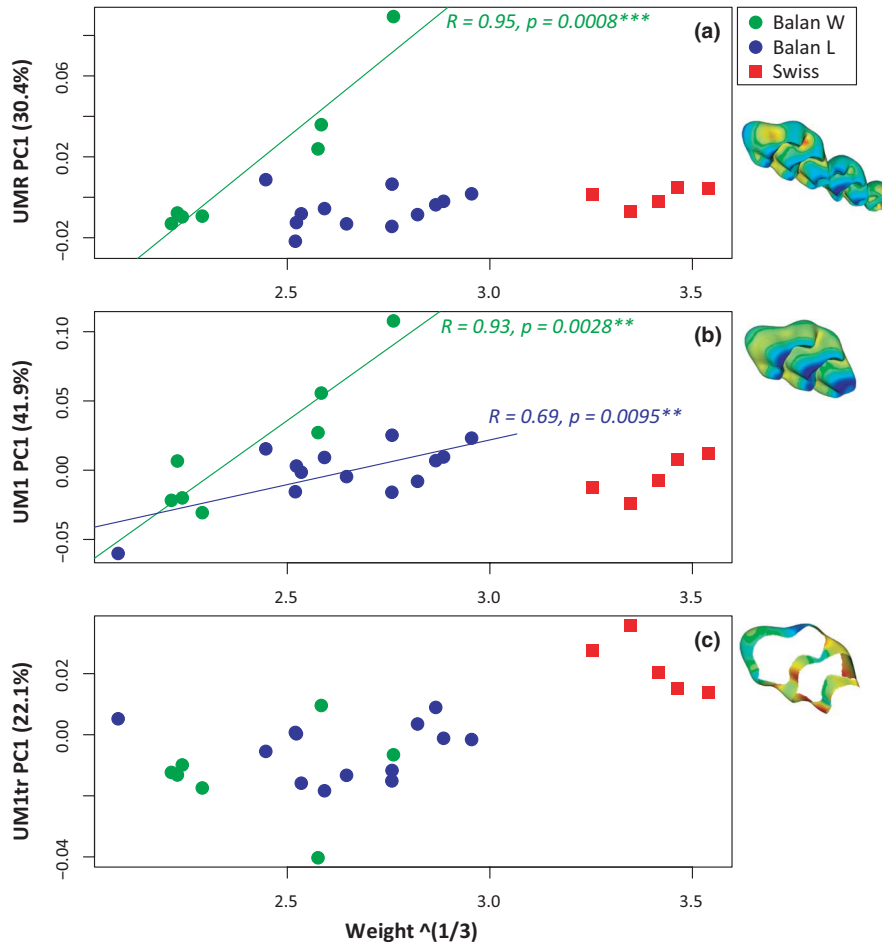 R = 0.95, p = 0.0008***
(a)
Balan W
Balan L
Swiss
UMR PC1 (30.4%)
0.06
0.02
−0.02
2.5
3.0
3.5
R = 0.93, p = 0.0028**
(b)
R = 0.69, p = 0.0095**
UM1 PC1 (41.9%)
0.10
0.05
0.00
−0.05
2.5
3.0
3.5
(c)
UM1tr PC1 (22.1%)
0.02
0.00
−0.04
2.5
3.0
3.5
Weight ^(1/3)